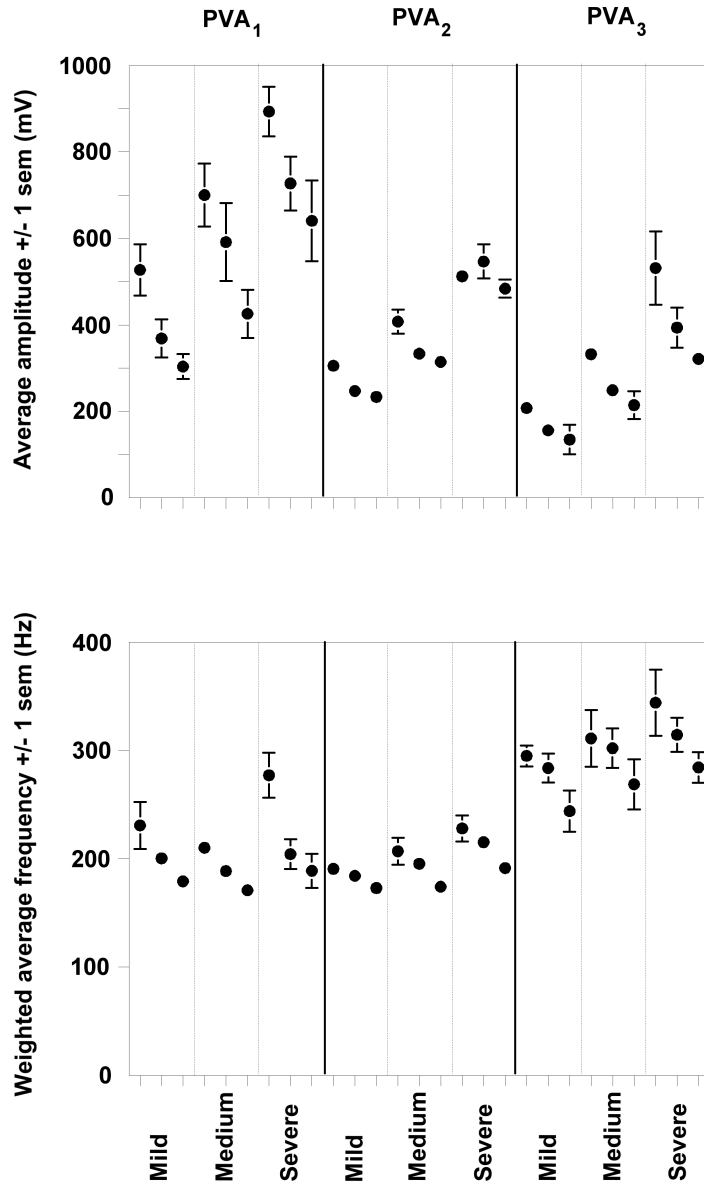 PVA1 PVA2 PVA3
Average amplitude +/- 1 sem (mV)
1000
800
600
400
200
0
Weighted average frequency +/- 1 sem (Hz)
400
300
200
100
0
Mild Medium Severe Mild Medium Severe Mild Medium Severe